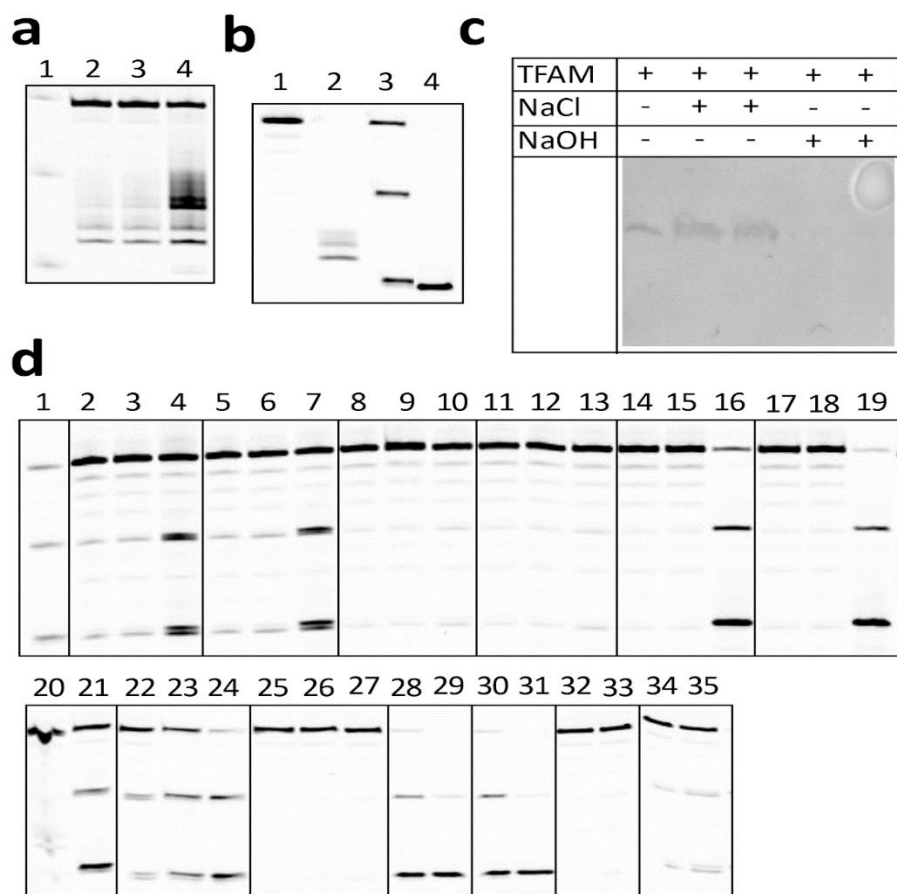 a
1 2 3 4
b
1 2 3 4
c
TFAM + + + + +
NaCl - + + - -
NaOH - - - + +
d
1 2 3 4 5 6 7 8 9 10 11 12 13 14 15 16 17 18 19
20 21 22 23 24 25 26 27 28 29 30 31 32 33 34 35